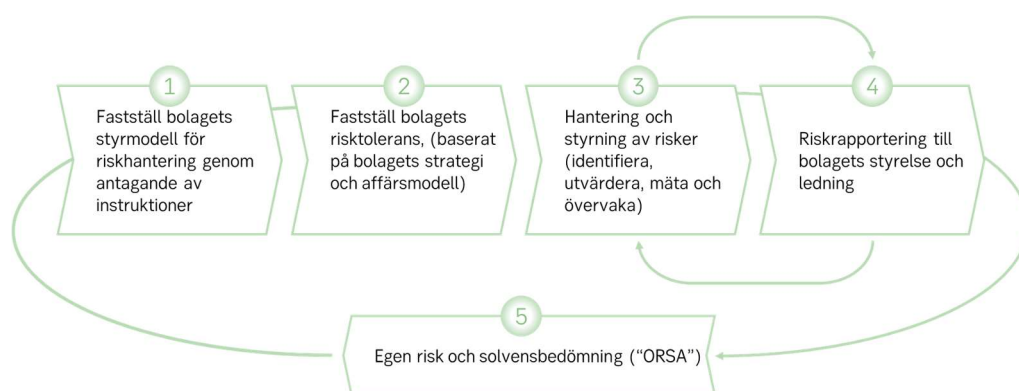 1
Fastställ bolagets
styrmodell för
riskhantering genom
antagande av
instruktioner
2
Fastställ bolagets
risktolerans, (baserat
på bolagets strategi
och affärsmodell)
3
Hantering och
styrning av risker
(identifiera,
utvärdera, mäta och
övervaka)
4
Riskrapportering till
bolagets styrelse och
ledning
5
Egen risk och solvensbedömning (“ORSA”)